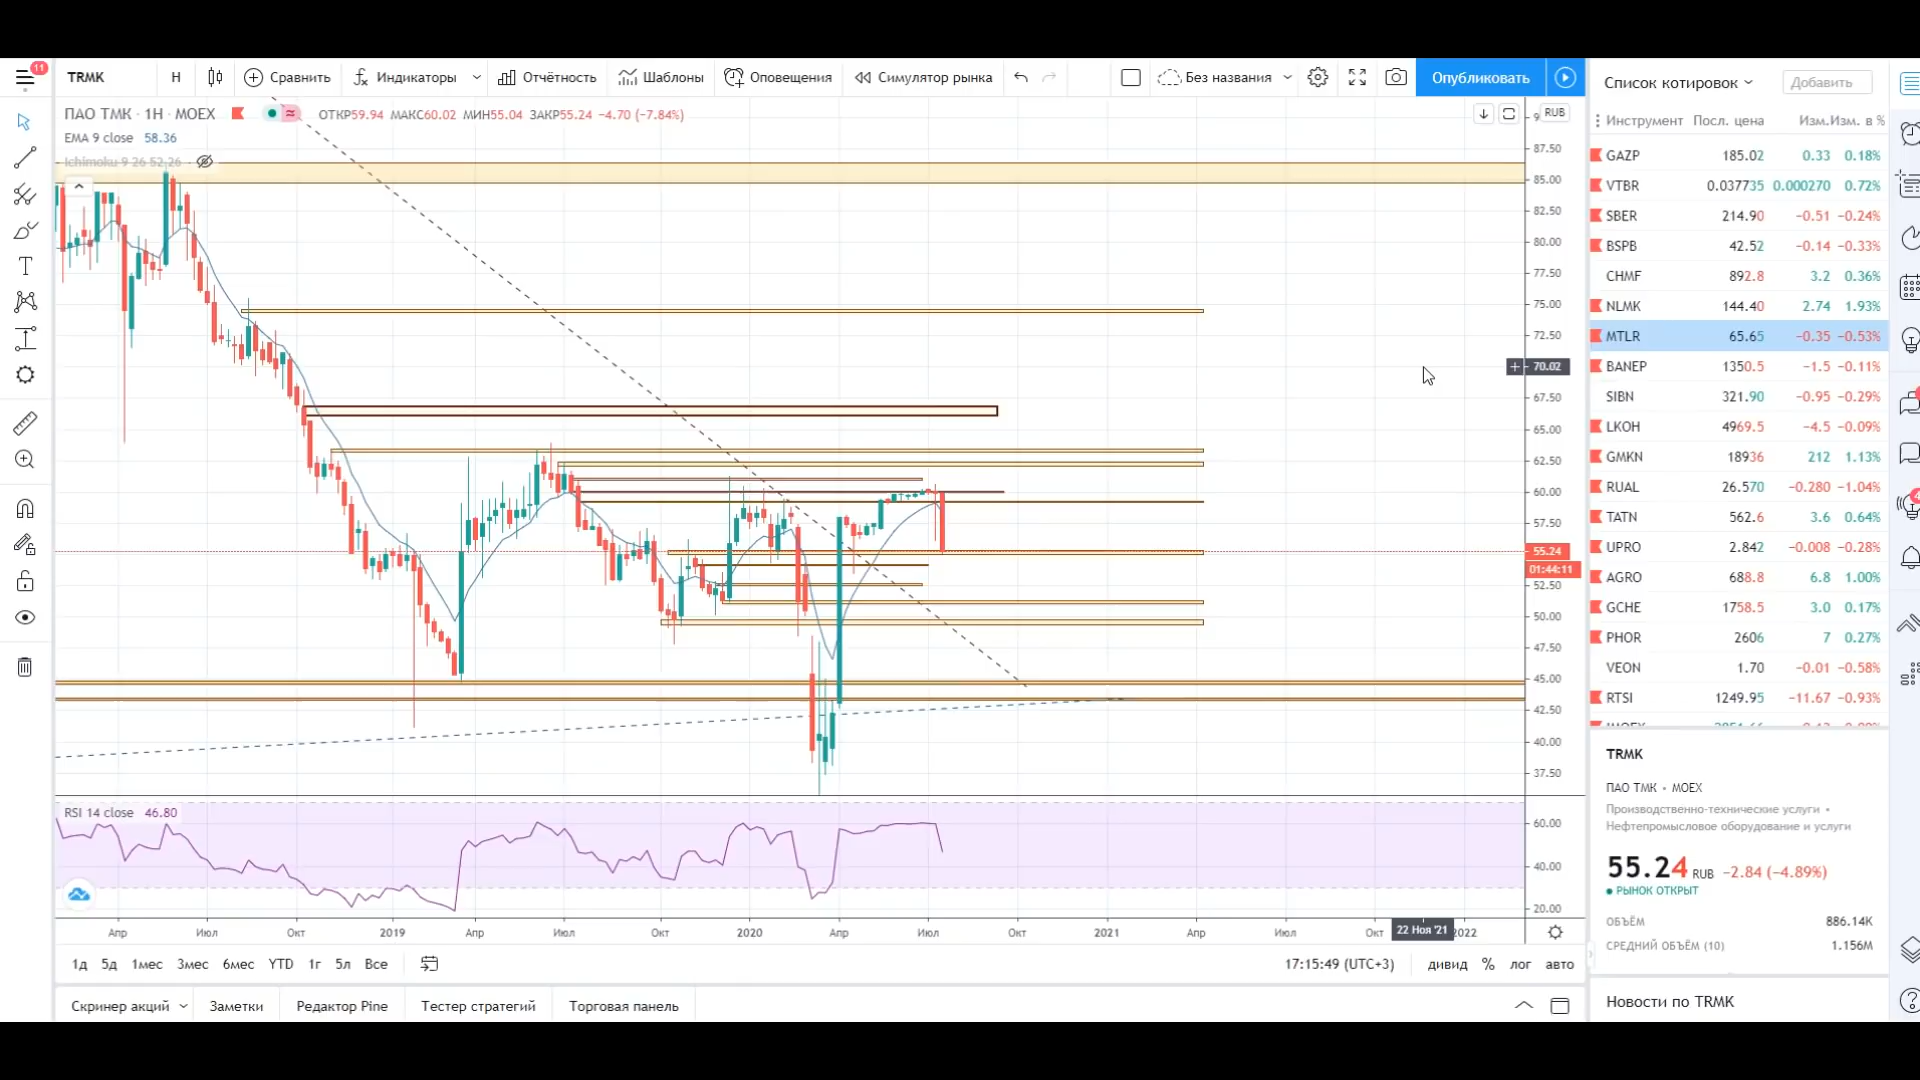 11
TRMK Н Сравнить Индикаторы Отчётность Шаблоны Оповещения Симулятор рынка Без названия Опубликовать
ПАО ТМК · 1Н · MOEX ОТКР59.94 МАКС60.02 МИН55.04 ЗАКР55.24 −4.70 (−7.84%)
EMA 9 close 58.36
Ichimoku 9 26 52 26
RUB
87.50
85.00
82.50
80.00
77.50
75.00
72.50
70.02
67.50
65.00
62.50
60.00
57.50
55.24
01:44:11
52.50
50.00
47.50
45.00
42.50
40.00
37.50
RSI 14 close 46.80
60.00
40.00
20.00
Апр Июл Окт 2019 Апр Июл Окт 2020 Апр Июл Окт 2021 Апр Июл Окт 22 Ноя '21 2022
1д 5д 1мес 3мес 6мес YTD 1г 5л Все 17:15:49 (UTC+3) дивид % лог авто
Скринер акций Заметки Редактор Pine Тестер стратегий Торговая панель
Список котировок Добавить
Инструмент Посл. цена Изм. Изм. в %
GAZP 185.02 0.33 0.18%
VTBR 0.037735 0.000270 0.72%
SBER 214.90 −0.51 −0.24%
BSPB 42.52 −0.14 −0.33%
CHMF 892.8 3.2 0.36%
NLMK 144.40 2.74 1.93%
MTLR 65.65 −0.35 −0.53%
BANEP 1350.5 −1.5 −0.11%
SIBN 321.90 −0.95 −0.29%
LKOH 4969.5 −4.5 −0.09%
GMKN 18936 212 1.13%
RUAL 26.570 −0.280 −1.04%
TATN 562.6 3.6 0.64%
UPRO 2.842 −0.008 −0.28%
AGRO 688.8 6.8 1.00%
GCHE 1758.5 3.0 0.17%
PHOR 2606 7 0.27%
VEON 1.70 −0.01 −0.58%
RTSI 1249.95 −11.67 −0.93%
TRMK
ПАО ТМК • MOEX
Производственно-технические услуги •
Нефтепромысловое оборудование и услуги
55.24 RUB −2.84 (−4.89%)
РЫНОК ОТКРЫТ
ОБЪЁМ 886.14K
СРЕДНИЙ ОБЪЁМ (10) 1.156M
Новости по TRMK